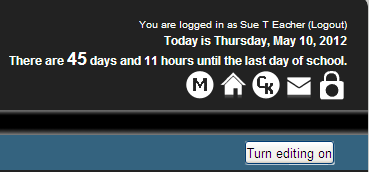 You are logged in as Sue T Eacher (Logout)
Today is Thursday, May 10, 2012
There are 45 days and 11 hours until the last day of school.
M CK
Turn editing on